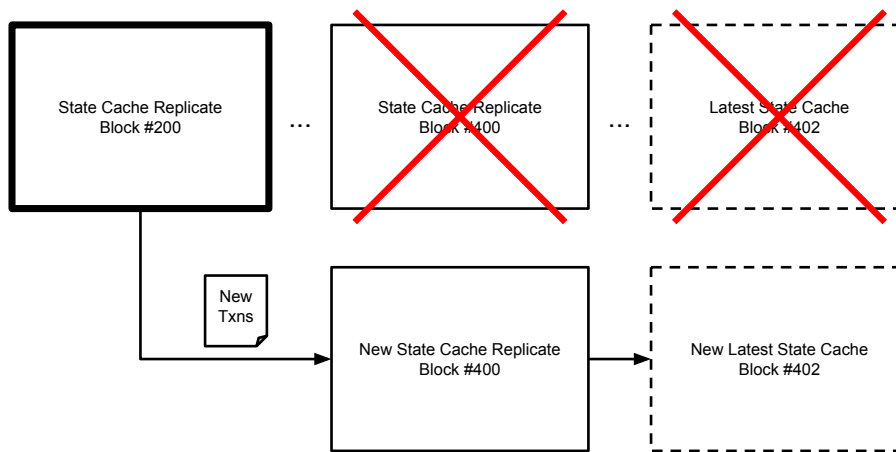 State Cache Replicate
Block #200
...
State Cache Replicate
Block #400
...
Latest State Cache
Block #402
New
Txns
New State Cache Replicate
Block #400
New Latest State Cache
Block #402